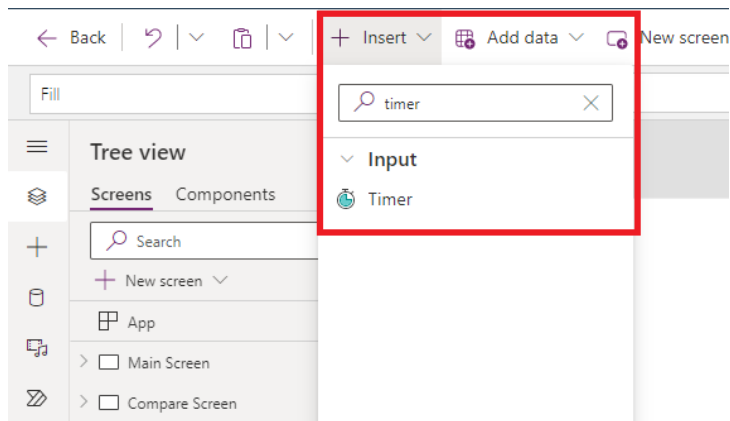 Back
Insert
Add data
New screen
Fill
timer
Input
Timer
Tree view
Screens Components
Search
New screen
App
Main Screen
Compare Screen